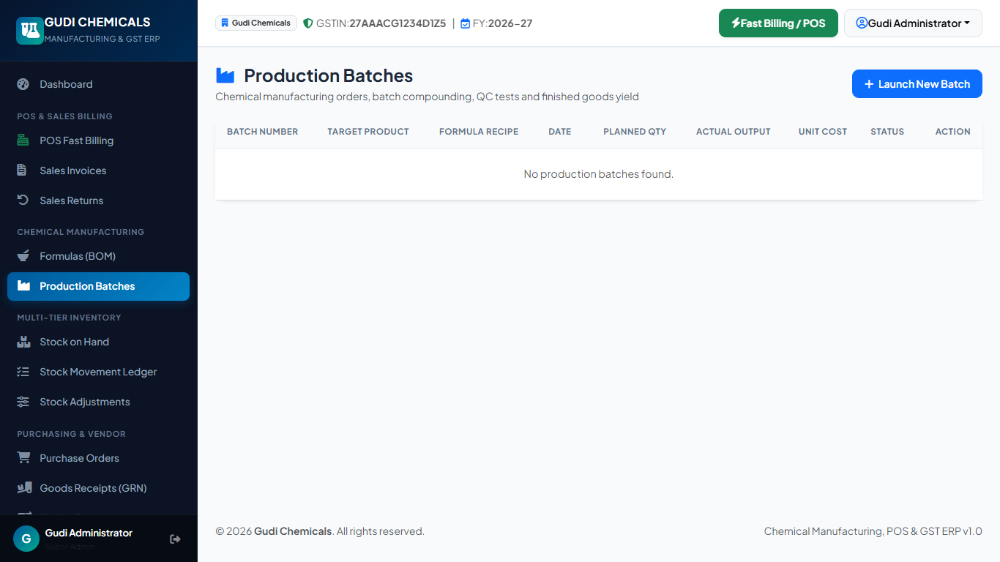 GUDI CHEMICALS
MANUFACTURING & GST ERP
Gudi Chemicals GSTIN:27AAACG1234D1Z5 | FY:2026-27
Fast Billing / POS
Gudi Administrator
Dashboard
POS & SALES BILLING
POS Fast Billing
Sales Invoices
Sales Returns
CHEMICAL MANUFACTURING
Formulas (BOM)
Production Batches
MULTI-TIER INVENTORY
Stock on Hand
Stock Movement Ledger
Stock Adjustments
PURCHASING & VENDOR
Purchase Orders
Goods Receipts (GRN)
G
Gudi Administrator
Super Admin
Production Batches
Chemical manufacturing orders, batch compounding, QC tests and finished goods yield
+ Launch New Batch
BATCH NUMBER TARGET PRODUCT FORMULA RECIPE DATE PLANNED QTY ACTUAL OUTPUT UNIT COST STATUS ACTION
No production batches found.
© 2026 Gudi Chemicals. All rights reserved.
Chemical Manufacturing, POS & GST ERP v1.0